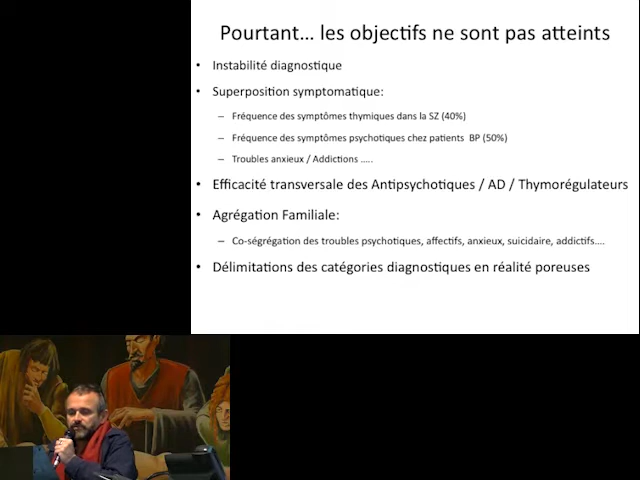 Pourtant… les objectifs ne sont pas atteints
• Instabilité diagnostique
• Superposition symptomatique:
– Fréquence des symptômes thymiques dans la SZ (40%)
– Fréquence des symptômes psychotiques chez patients BP (50%)
– Troubles anxieux / Addictions …..
• Efficacité transversale des Antipsychotiques / AD / Thymorégulateurs
• Agrégation Familiale:
– Co-ségrégation des troubles psychotiques, affectifs, anxieux, suicidaire, addictifs….
• Délimitations des catégories diagnostiques en réalité poreuses